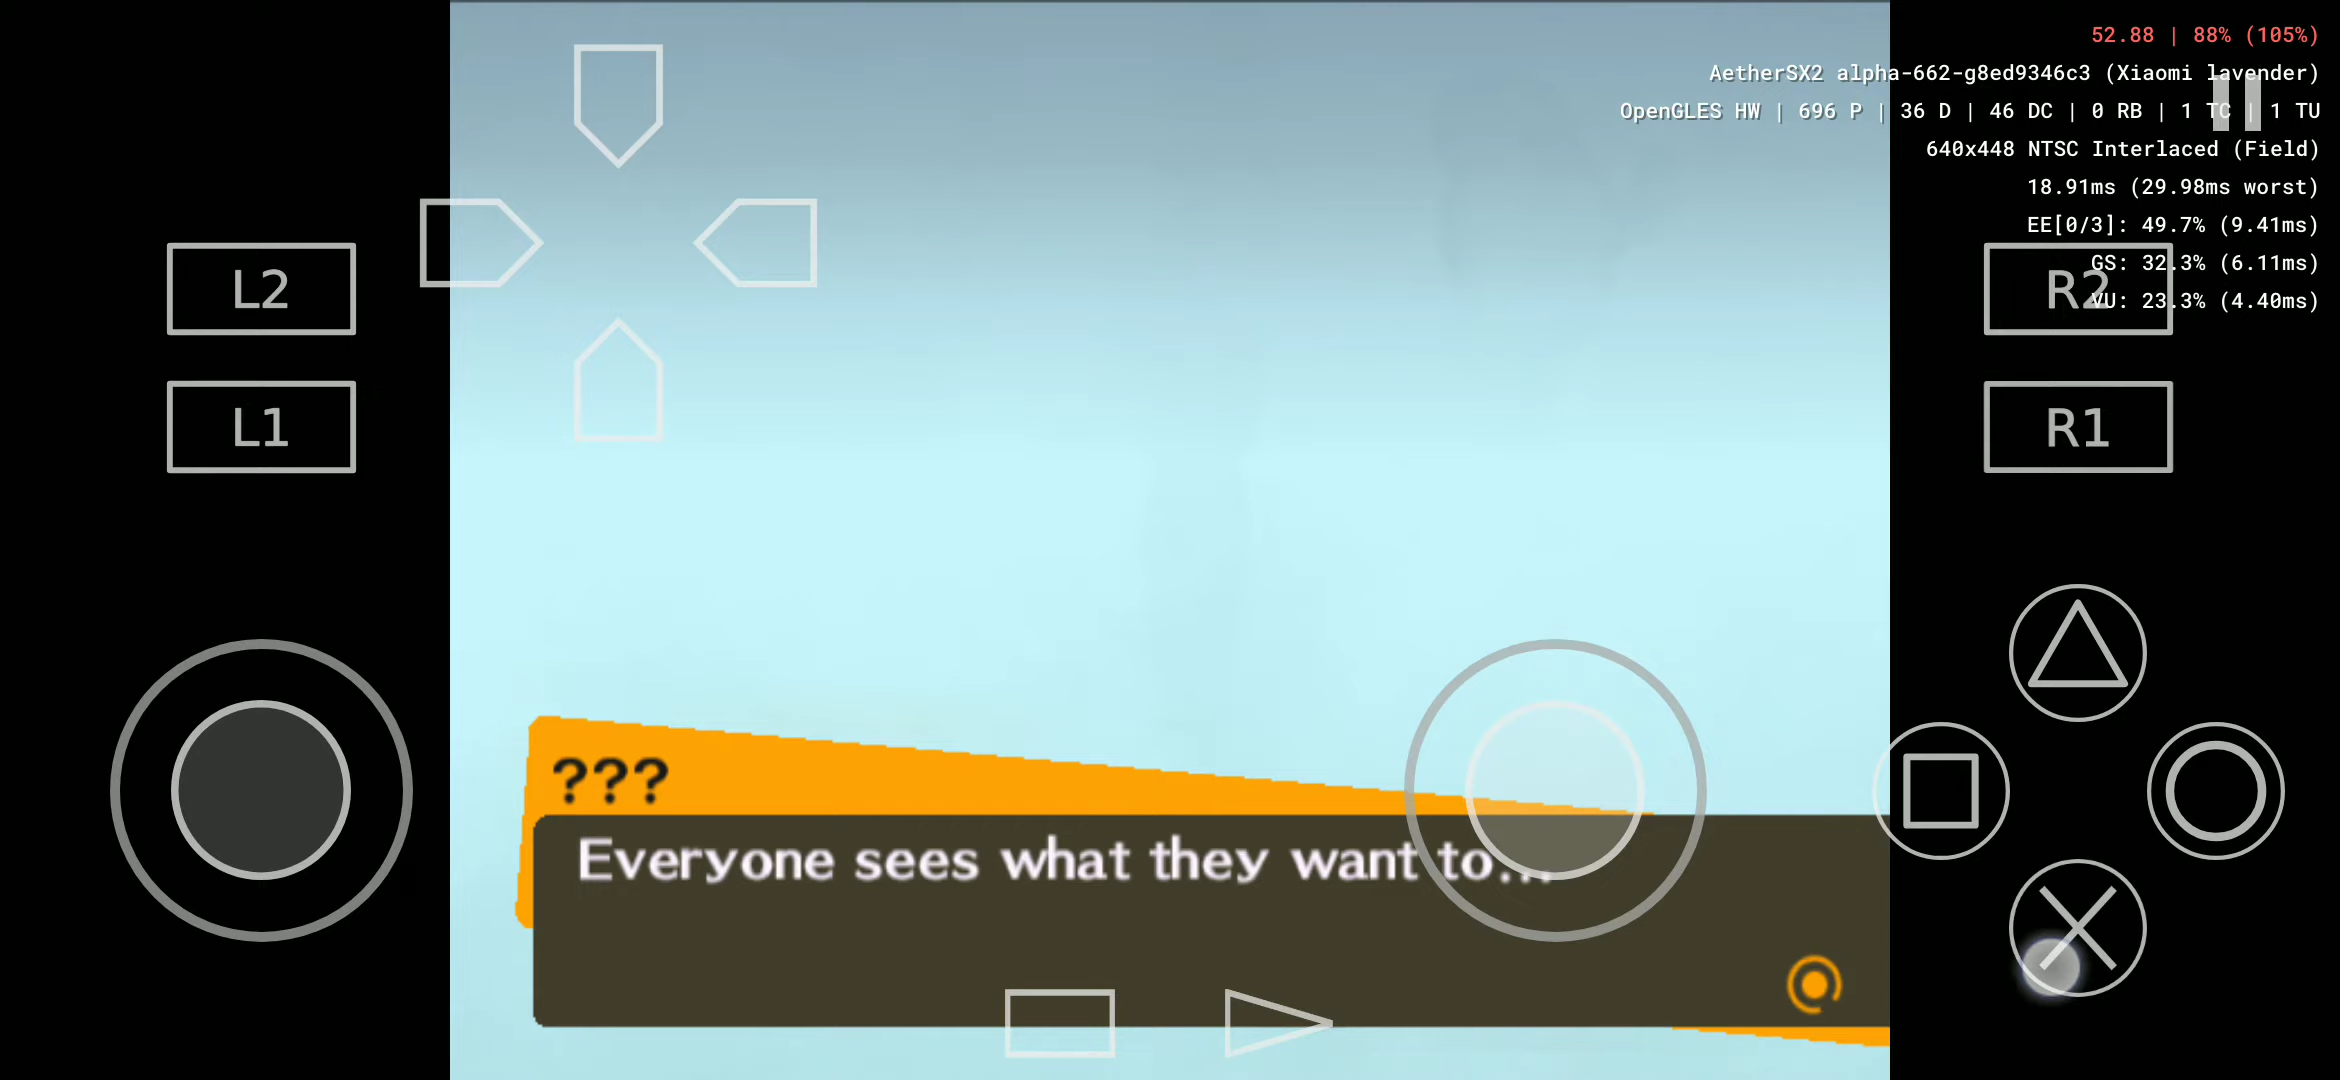 52.88 | 88% (105%)
AetherSX2 alpha-662-g8ed9346c3 (Xiaomi lavender)
OpenGLES HW | 696 P | 36 D | 46 DC | 0 RB | 1 TC | 1 TU
640x448 NTSC Interlaced (Field)
18.91ms (29.98ms worst)
EE[0/3]: 49.7% (9.41ms)
GS: 32.3% (6.11ms)
VU: 23.3% (4.40ms)
L2
R2
L1
R1
???
Everyone sees what they want to...